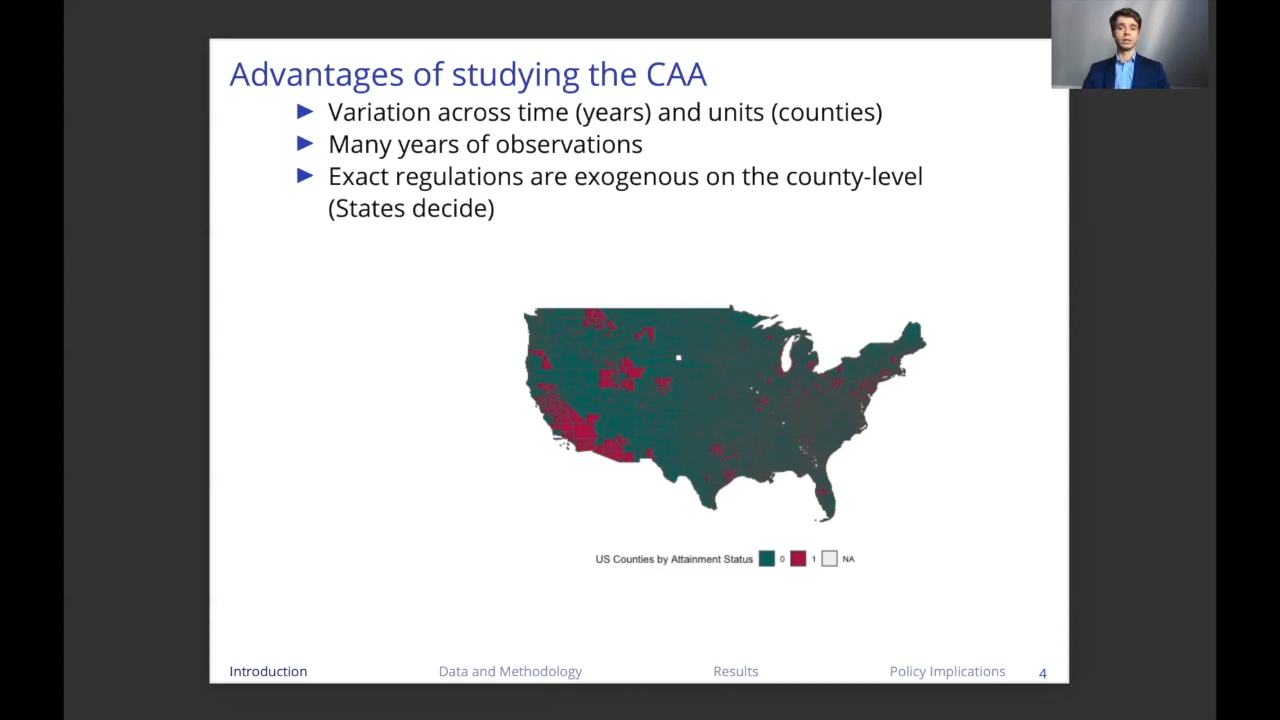 Advantages of studying the CAA
► Variation across time (years) and units (counties)
► Many years of observations
► Exact regulations are exogenous on the county-level
(States decide)
US Counties by Attainment Status 0 1 NA
Introduction Data and Methodology Results Policy Implications 4